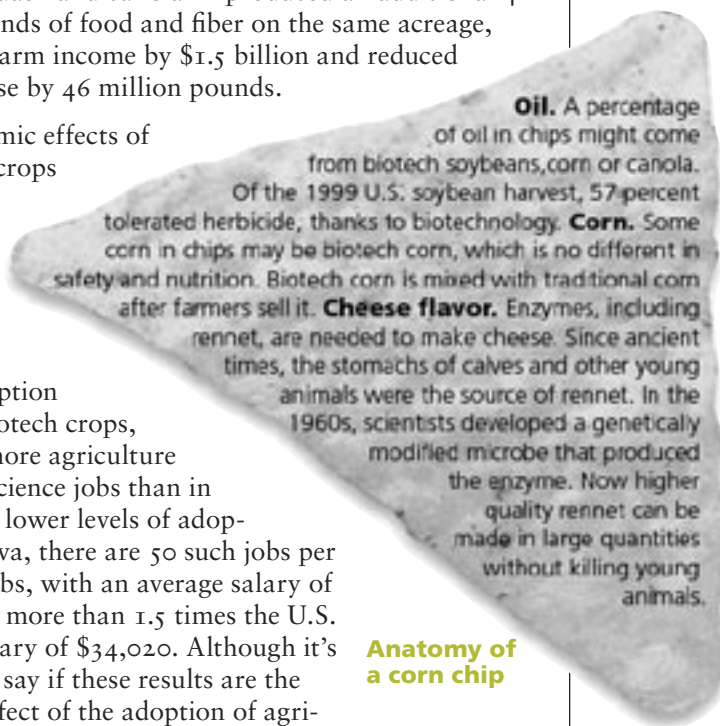 nds of food and fiber on the same acreage,
arm income by $1.5 billion and reduced
se by 46 million pounds.
mic effects of
crops
ption
otech crops,
nore agriculture
cience jobs than in
lower levels of adop-
va, there are 50 such jobs per
bs, with an average salary of
more than 1.5 times the U.S.
ary of $34,020. Although it's
say if these results are the
fect of the adoption of agri-
Oil. A percentage
of oil in chips might come
from biotech soybeans,corn or canola.
Of the 1999 U.S. soybean harvest, 57 percent
tolerated herbicide, thanks to biotechnology. Corn. Some
corn in chips may be biotech corn, which is no different in
safety and nutrition. Biotech corn is mixed with traditional corn
after farmers sell it. Cheese flavor. Enzymes, including
rennet, are needed to make cheese. Since ancient
times, the stomachs of calves and other young
animals were the source of rennet. In the
1960s, scientists developed a genetically
modified microbe that produced
the enzyme. Now higher
quality rennet can be
made in large quantities
without killing young
animals.
Anatomy of
a corn chip